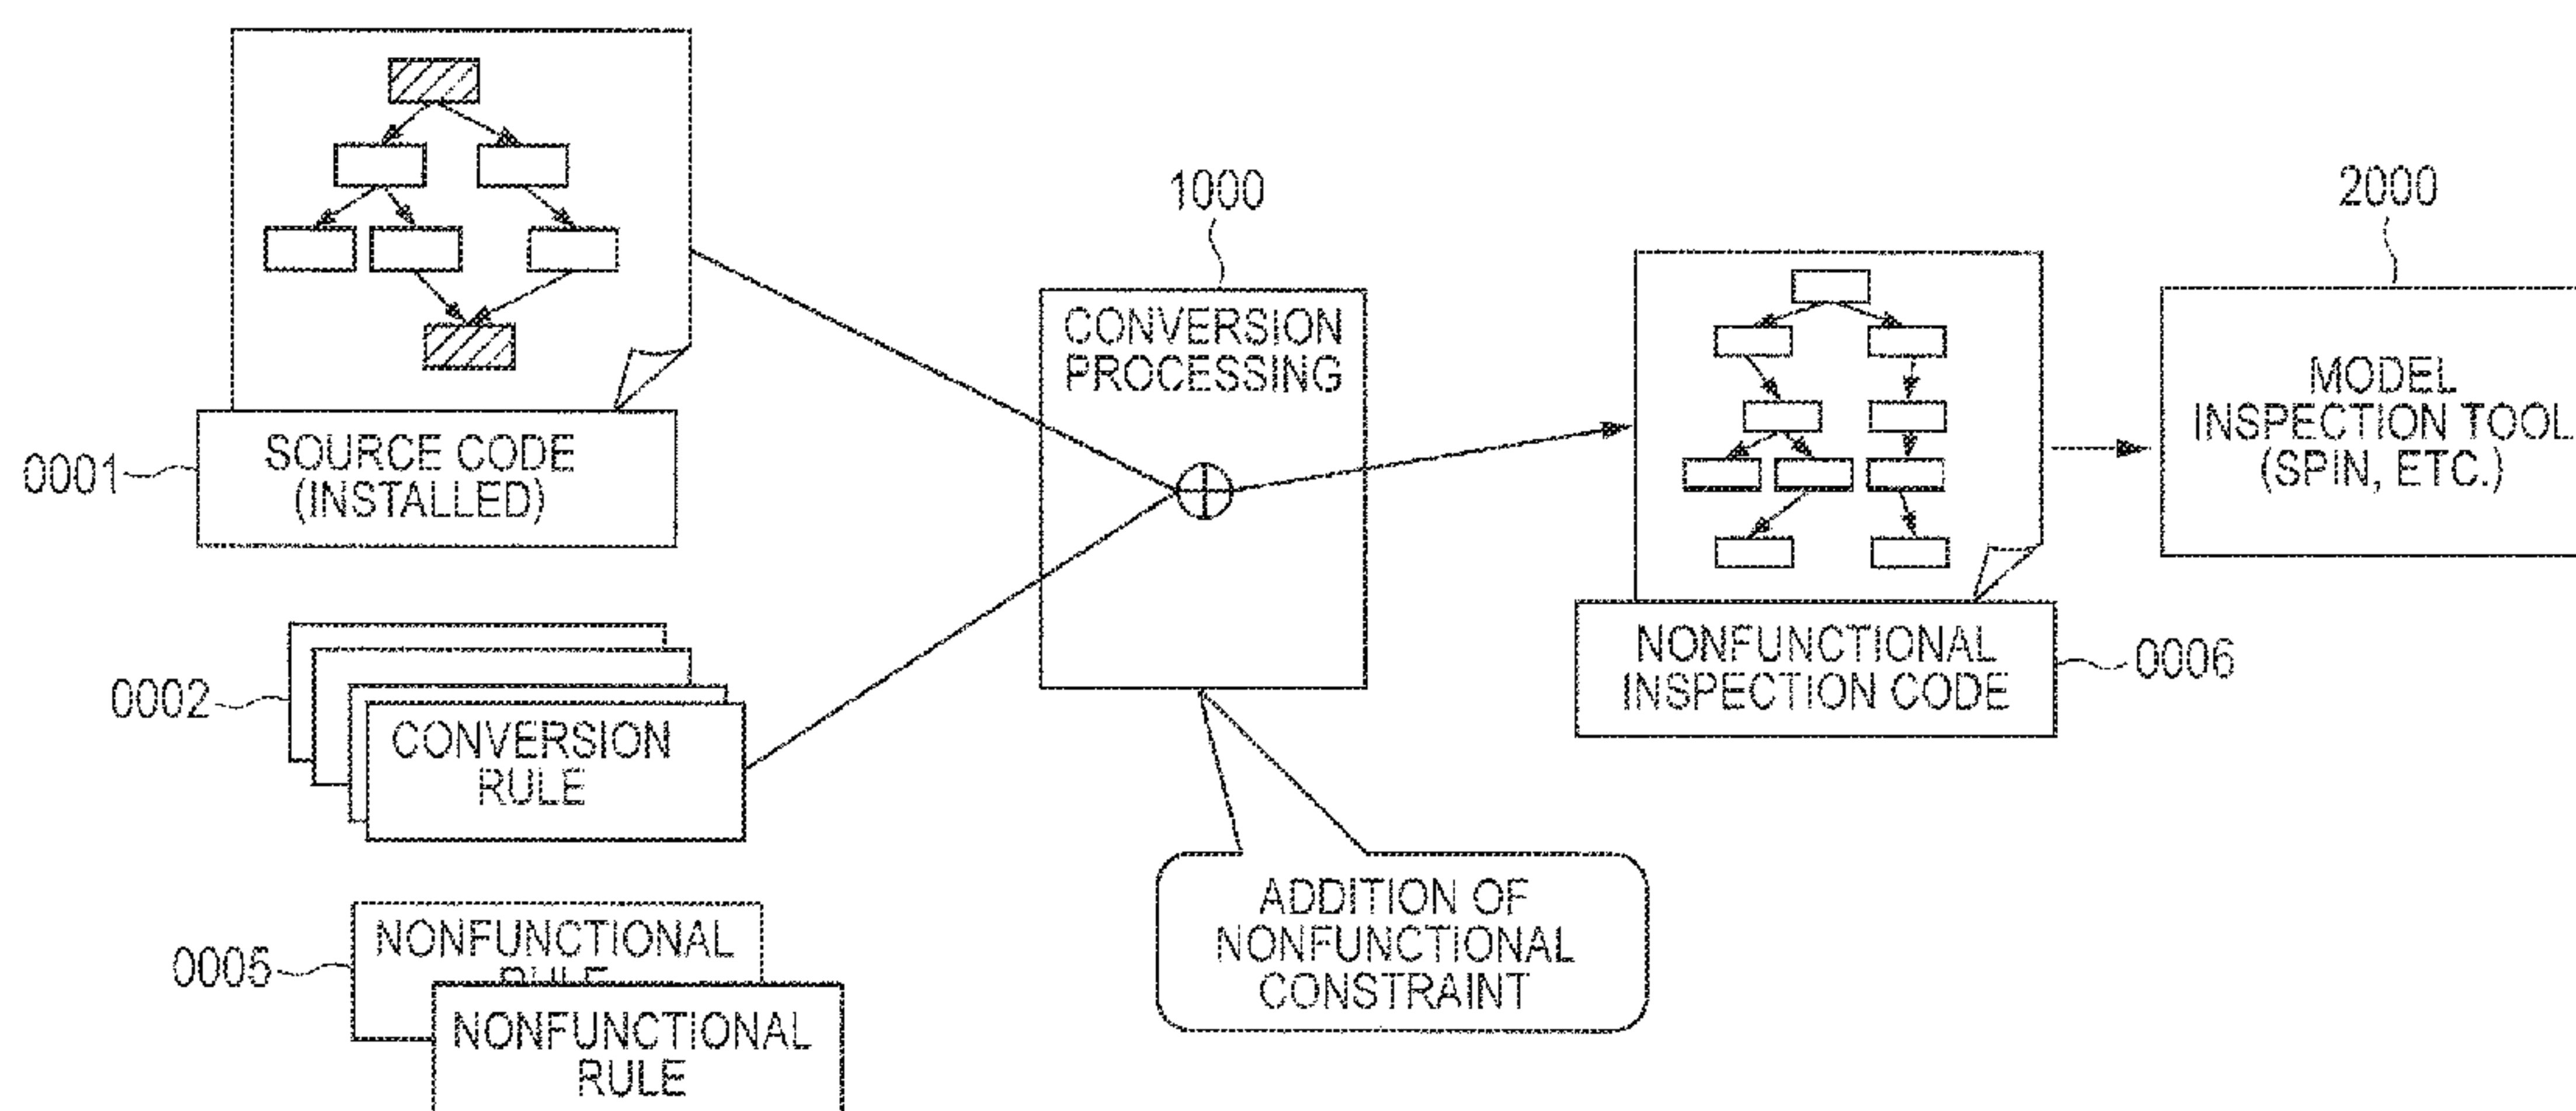 1000
2000
CONVERSION
PROCESSING
MODEL
INSPECTION TOOL
(SPIN, ETC.)
0001
SOURCE CODE
(INSTALLED)
NONFUNCTIONAL
INSPECTION CODE
0006
0002
CONVERSION
RULE
ADDITION OF
NONFUNCTIONAL
CONSTRAINT
0005
NONFUNCTIONAL
RULE
NONFUNCTIONAL
RULE